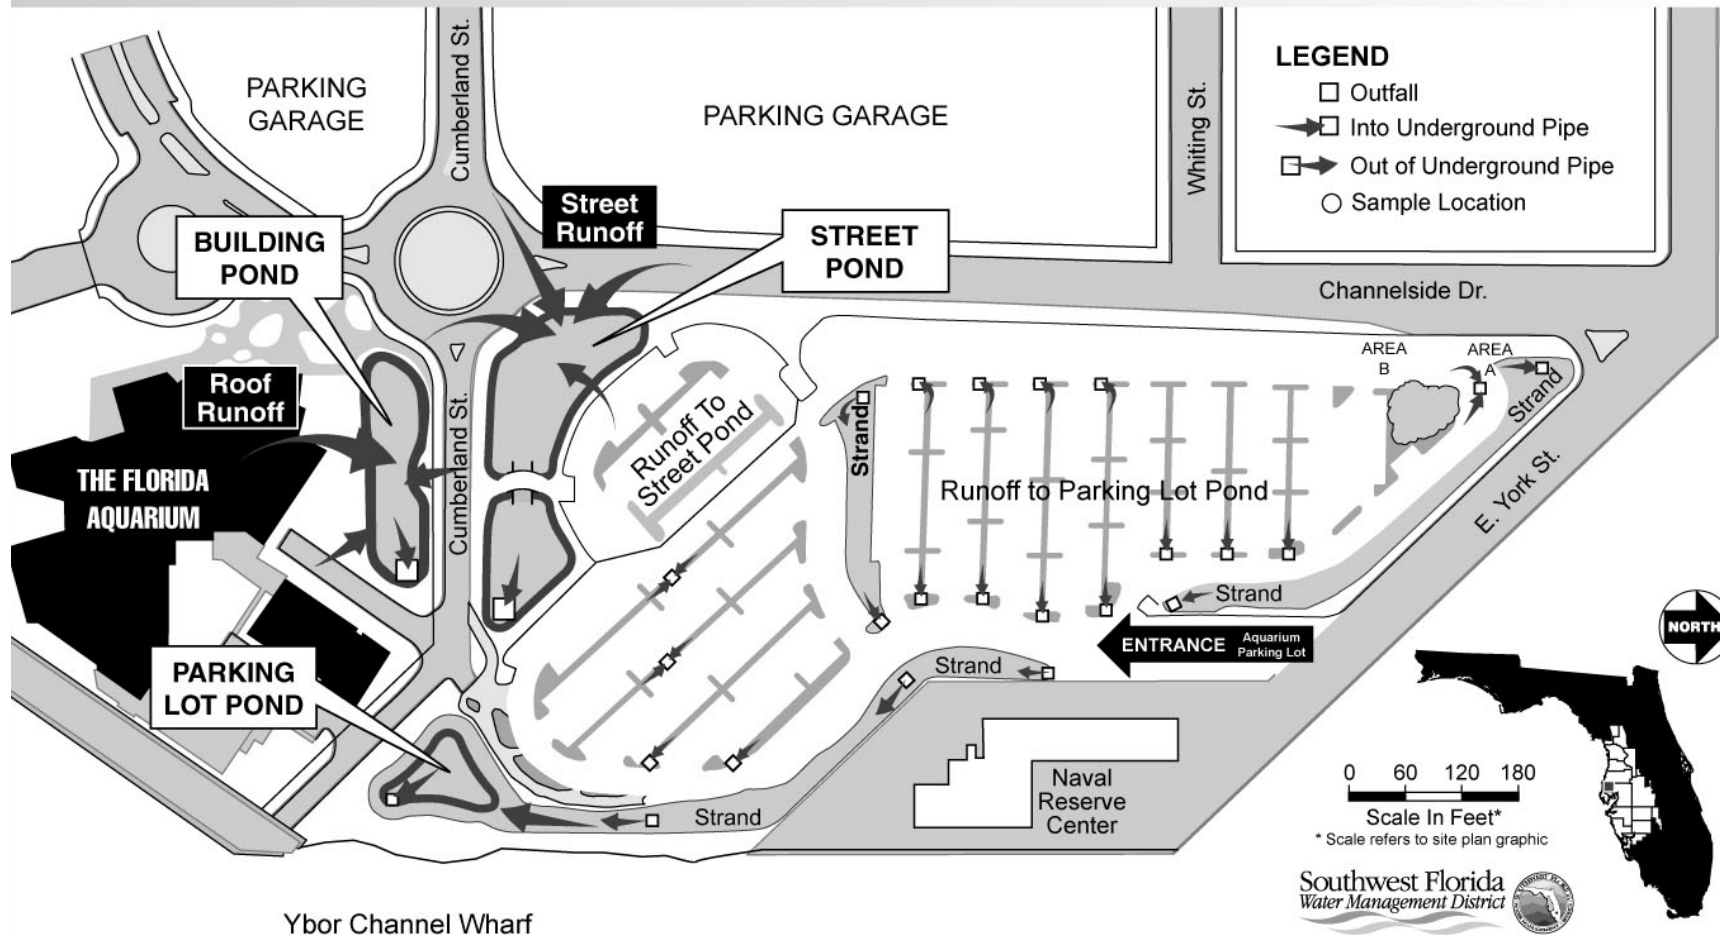 PARKING
GARAGE
Cumberland St.
PARKING GARAGE
Whiting St.
LEGEND
Outfall
Into Underground Pipe
Out of Underground Pipe
Sample Location
Street
Runoff
BUILDING
POND
STREET
POND
Channelside Dr.
AREA
B
AREA
A
Strand
Roof
Runoff
Runoff To
Street Pond
Strand
Cumberland St.
THE FLORIDA
AQUARIUM
Runoff to Parking Lot Pond
E. York St.
Strand
ENTRANCE
Aquarium
Parking Lot
NORTH
Strand
PARKING
LOT POND
Strand
Naval
Reserve
Center
0 60 120 180
Scale In Feet*
* Scale refers to site plan graphic
Southwest Florida
Water Management District
Ybor Channel Wharf